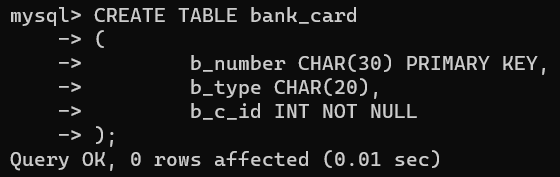 mysql> CREATE TABLE bank_card
    -> (
    ->         b_number CHAR(30) PRIMARY KEY,
    ->         b_type CHAR(20),
    ->         b_c_id INT NOT NULL
    -> );
Query OK, 0 rows affected (0.01 sec)